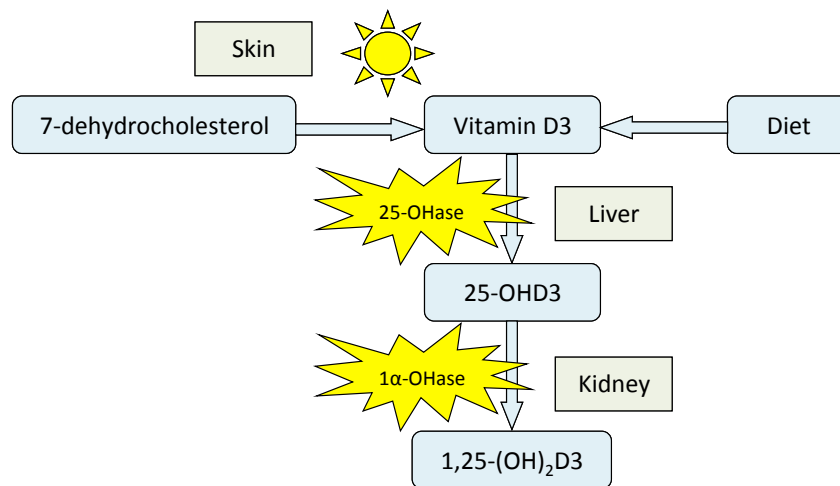 Skin
7-dehydrocholesterol
Vitamin D3
Diet
25-OHase
Liver
25-OHD3
1α-OHase
Kidney
1,25-(OH)₂D3